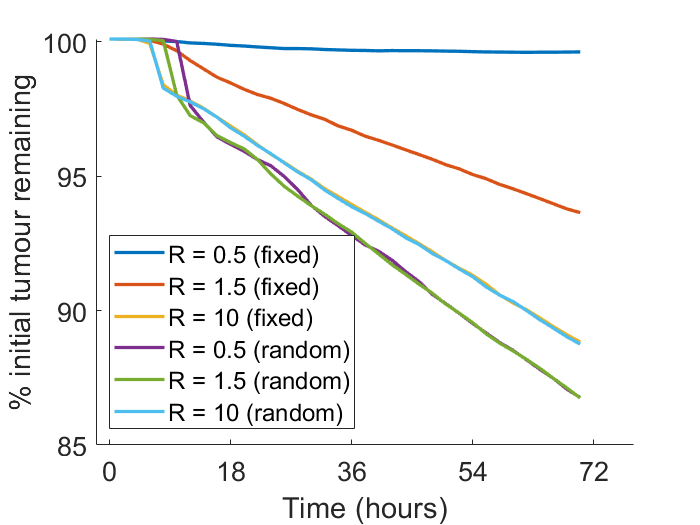 100
95
90
85
% initial tumour remaining
R = 0.5 (fixed)
R = 1.5 (fixed)
R = 10 (fixed)
R = 0.5 (random)
R = 1.5 (random)
R = 10 (random)
0 18 36 54 72
Time (hours)